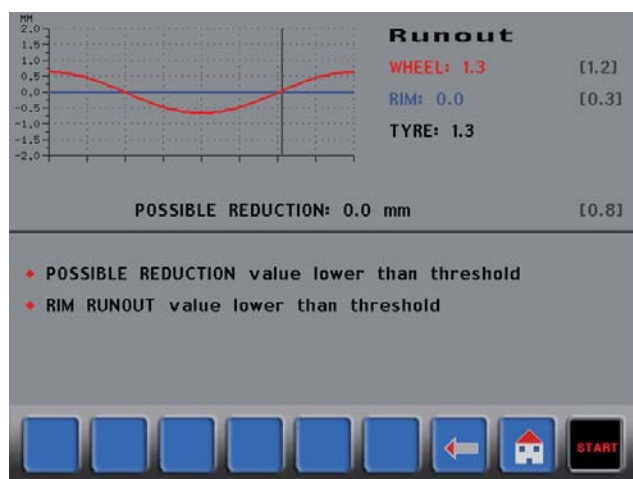 MM
2.0
1.5
1.0
0.5
0.0
-0.5
-1.0
-1.5
-2.0
Runout
WHEEL: 1.3 [1.2]
RIM: 0.0 [0.3]
TYRE: 1.3
POSSIBLE REDUCTION: 0.0 mm [0.8]
POSSIBLE REDUCTION value lower than threshold
RIM RUNOUT value lower than threshold
START